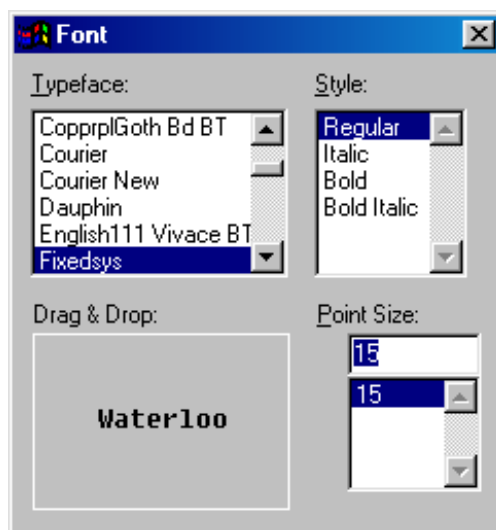 Font
Typeface:
CopprplGoth Bd BT
Courier
Courier New
Dauphin
English111 Vivace BT
Fixedsys
Style:
Regular
Italic
Bold
Bold Italic
Drag & Drop:
Waterloo
Point Size:
15
15